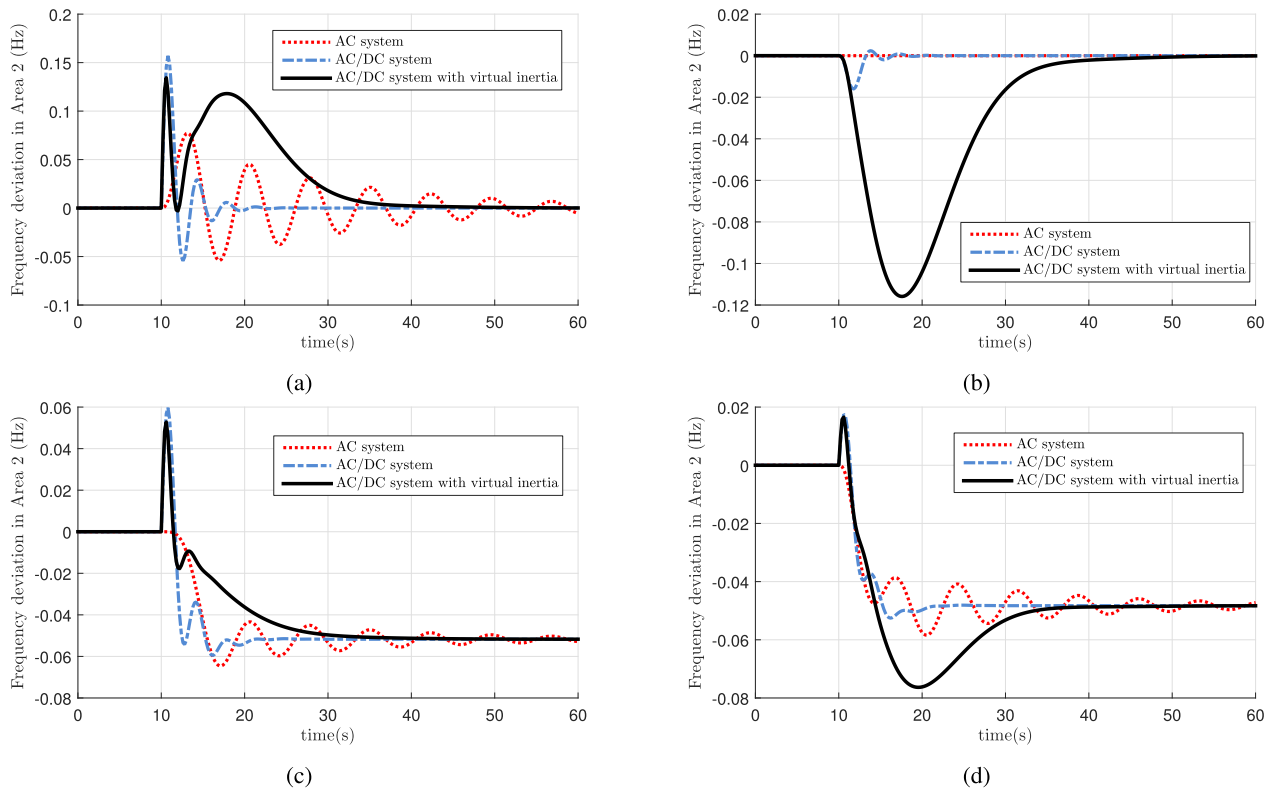 Frequency deviation in Area 2 (Hz)
0.2
0.15
0.1
0.05
0
-0.05
-0.1
AC system
AC/DC system
AC/DC system with virtual inertia
0 10 20 30 40 50 60
time(s)
(a)
Frequency deviation in Area 2 (Hz)
0.02
0
-0.02
-0.04
-0.06
-0.08
-0.1
-0.12
AC system
AC/DC system
AC/DC system with virtual inertia
0 10 20 30 40 50 60
time(s)
(b)
Frequency deviation in Area 2 (Hz)
0.06
0.04
0.02
0
-0.02
-0.04
-0.06
-0.08
AC system
AC/DC system
AC/DC system with virtual inertia
0 10 20 30 40 50 60
time(s)
(c)
Frequency deviation in Area 2 (Hz)
0.02
0
-0.02
-0.04
-0.06
-0.08
AC system
AC/DC system
AC/DC system with virtual inertia
0 10 20 30 40 50 60
time(s)
(d)